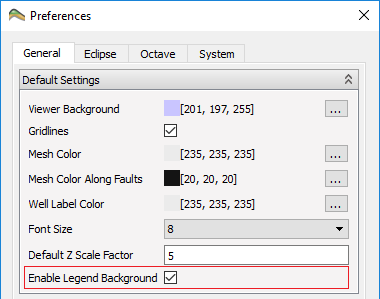 Preferences
General Eclipse Octave System
Default Settings
Viewer Background [201, 197, 255] ...
Gridlines
Mesh Color [235, 235, 235] ...
Mesh Color Along Faults [20, 20, 20] ...
Well Label Color [235, 235, 235] ...
Font Size 8
Default Z Scale Factor 5
Enable Legend Background